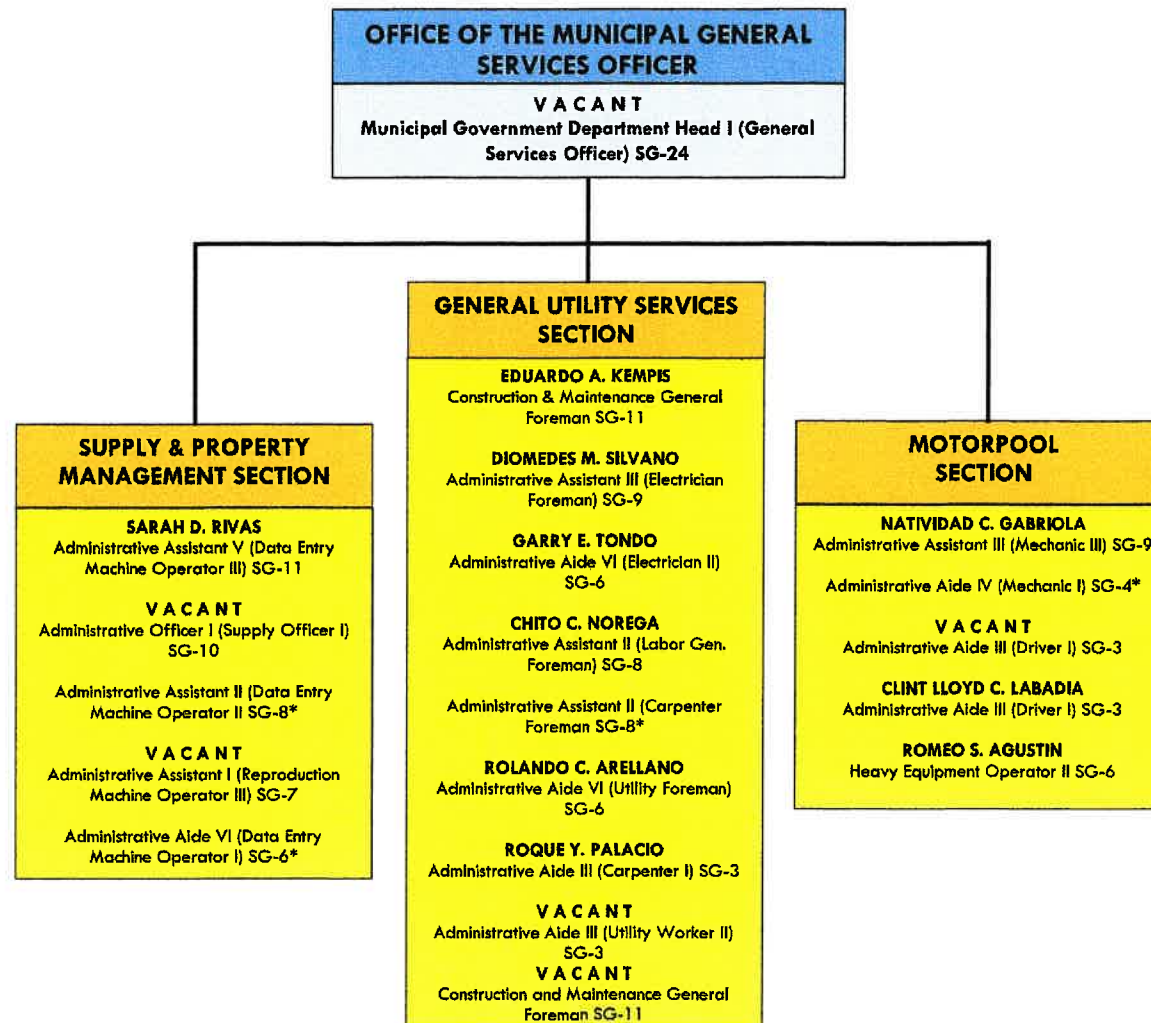 OFFICE OF THE MUNICIPAL GENERAL
SERVICES OFFICER
V A C A N T
Municipal Government Department Head I (General
Services Officer) SG-24
GENERAL UTILITY SERVICES
SECTION
EDUARDO A. KEMPIS
Construction & Maintenance General
Foreman SG-11
DIOMEDES M. SILVANO
Administrative Assistant III (Electrician
Foreman) SG-9
GARRY E. TONDO
Administrative Aide VI (Electrician II)
SG-6
CHITO C. NOREGA
Administrative Assistant II (Labor Gen.
Foreman) SG-8
Administrative Assistant II (Carpenter
Foreman SG-8*
ROLANDO C. ARELLANO
Administrative Aide VI (Utility Foreman)
SG-6
ROQUE Y. PALACIO
Administrative Aide III (Carpenter I) SG-3
V A C A N T
Administrative Aide III (Utility Worker II)
SG-3
V A C A N T
Construction and Maintenance General
Foreman SG-11
SUPPLY & PROPERTY
MANAGEMENT SECTION
SARAH D. RIVAS
Administrative Assistant V (Data Entry
Machine Operator III) SG-11
V A C A N T
Administrative Officer I (Supply Officer I)
SG-10
Administrative Assistant II (Data Entry
Machine Operator II SG-8*
V A C A N T
Administrative Assistant I (Reproduction
Machine Operator III) SG-7
Administrative Aide VI (Data Entry
Machine Operator I) SG-6*
MOTORPOOL
SECTION
NATIVIDAD C. GABRIOLA
Administrative Assistant III (Mechanic III) SG-9
Administrative Aide IV (Mechanic I) SG-4*
V A C A N T
Administrative Aide III (Driver I) SG-3
CLINT LLOYD C. LABADIA
Administrative Aide III (Driver I) SG-3
ROMEO S. AGUSTIN
Heavy Equipment Operator II SG-6